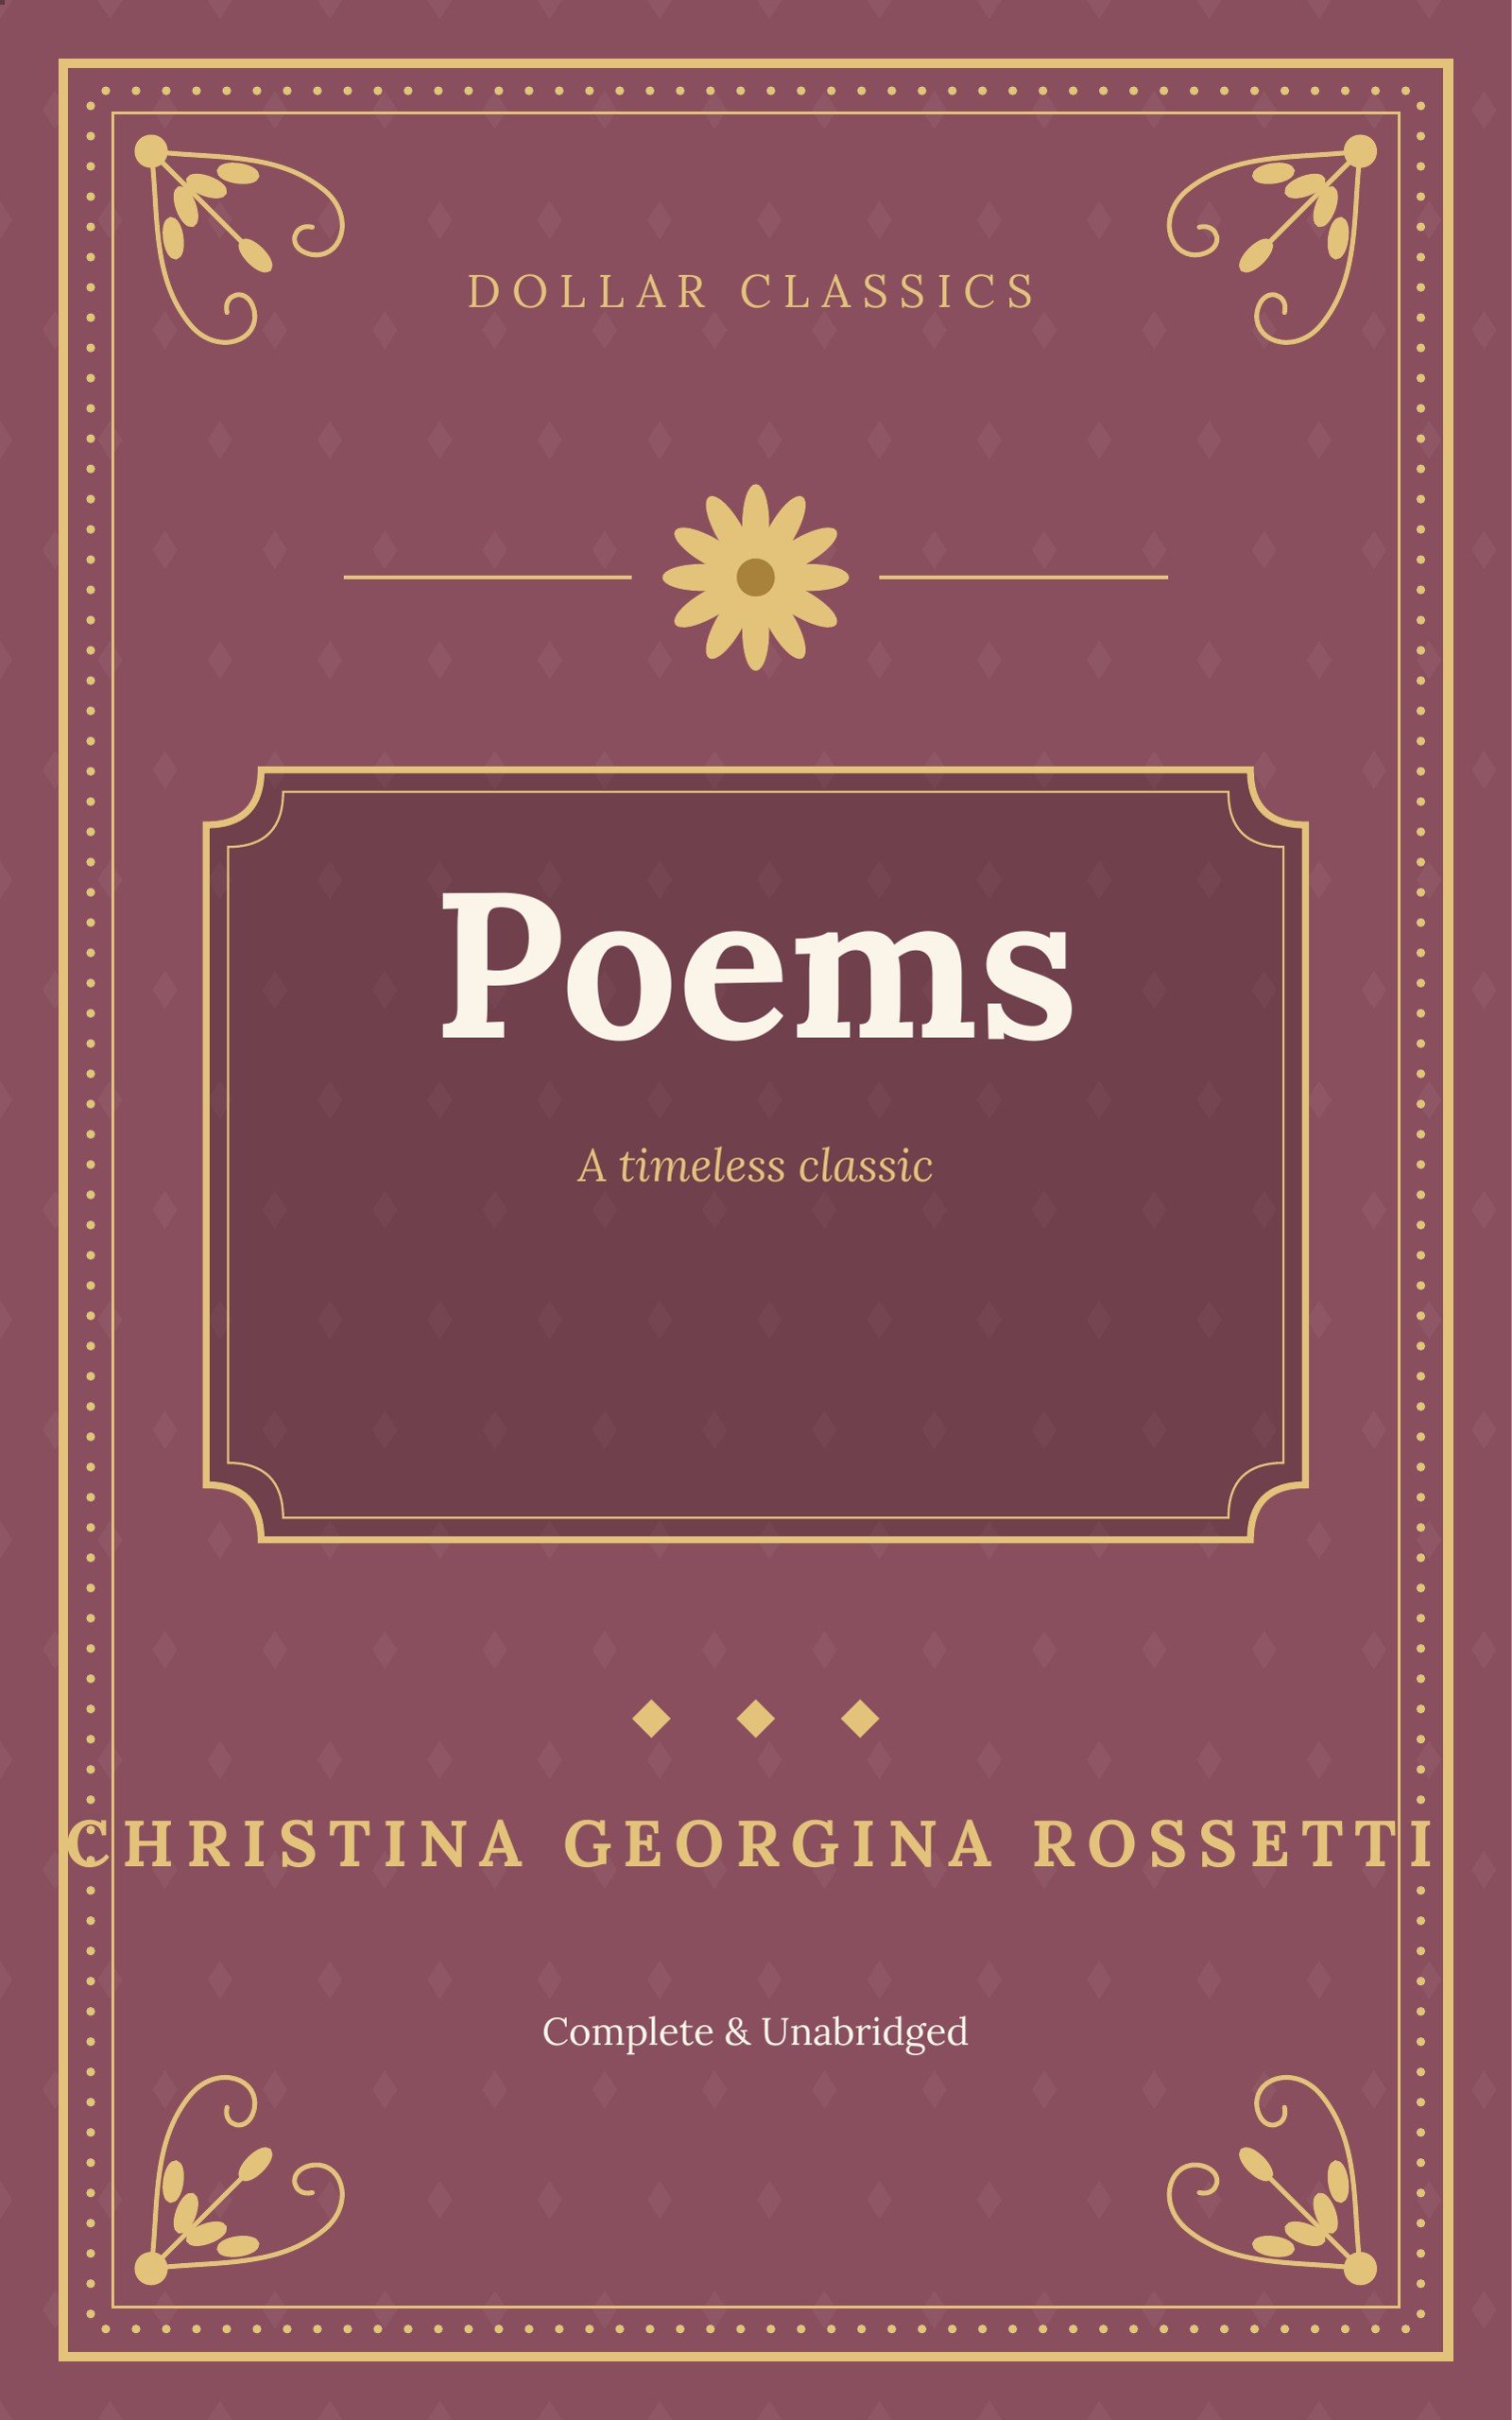 DOLLAR CLASSICS
Poems
A timeless classic
CHRISTINA GEORGINA ROSSETTI
Complete & Unabridged